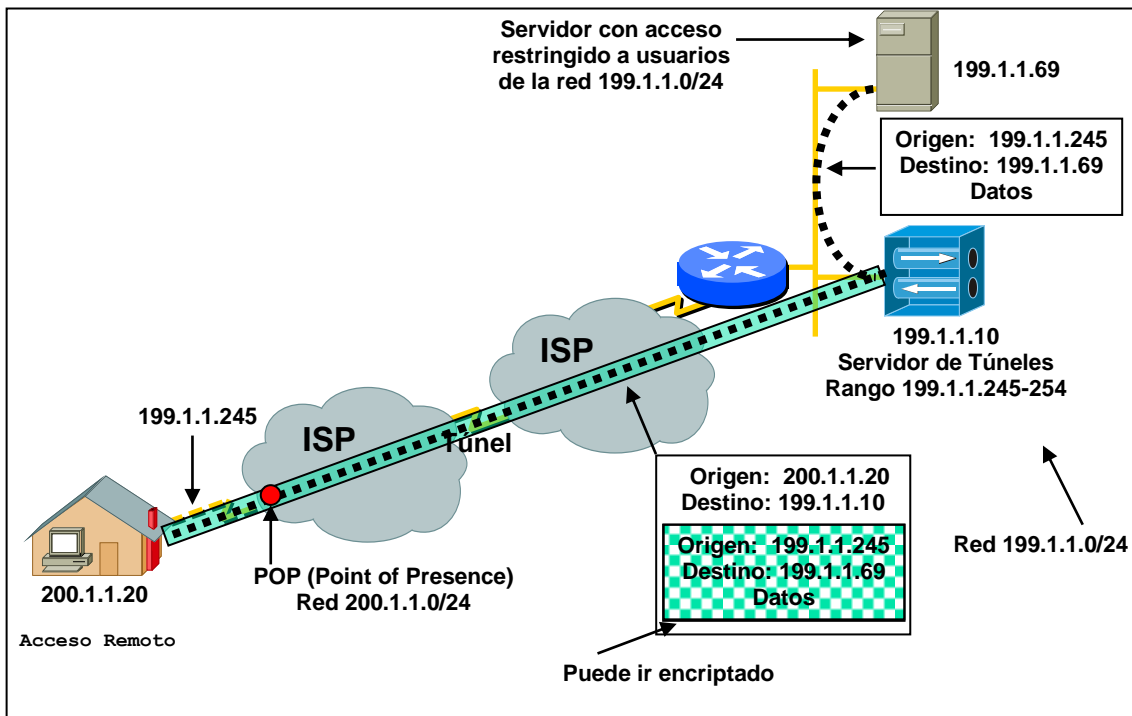 Servidor con acceso
restringido a usuarios
de la red 199.1.1.0/24
199.1.1.69
Origen: 199.1.1.245
Destino: 199.1.1.69
Datos
199.1.1.10
Servidor de Túneles
Rango 199.1.1.245-254
ISP
ISP
Túnel
199.1.1.245
200.1.1.20
POP (Point of Presence)
Red 200.1.1.0/24
Origen: 200.1.1.20
Destino: 199.1.1.10
Origen: 199.1.1.245
Destino: 199.1.1.69
Datos
Red 199.1.1.0/24
Acceso Remoto
Puede ir encriptado